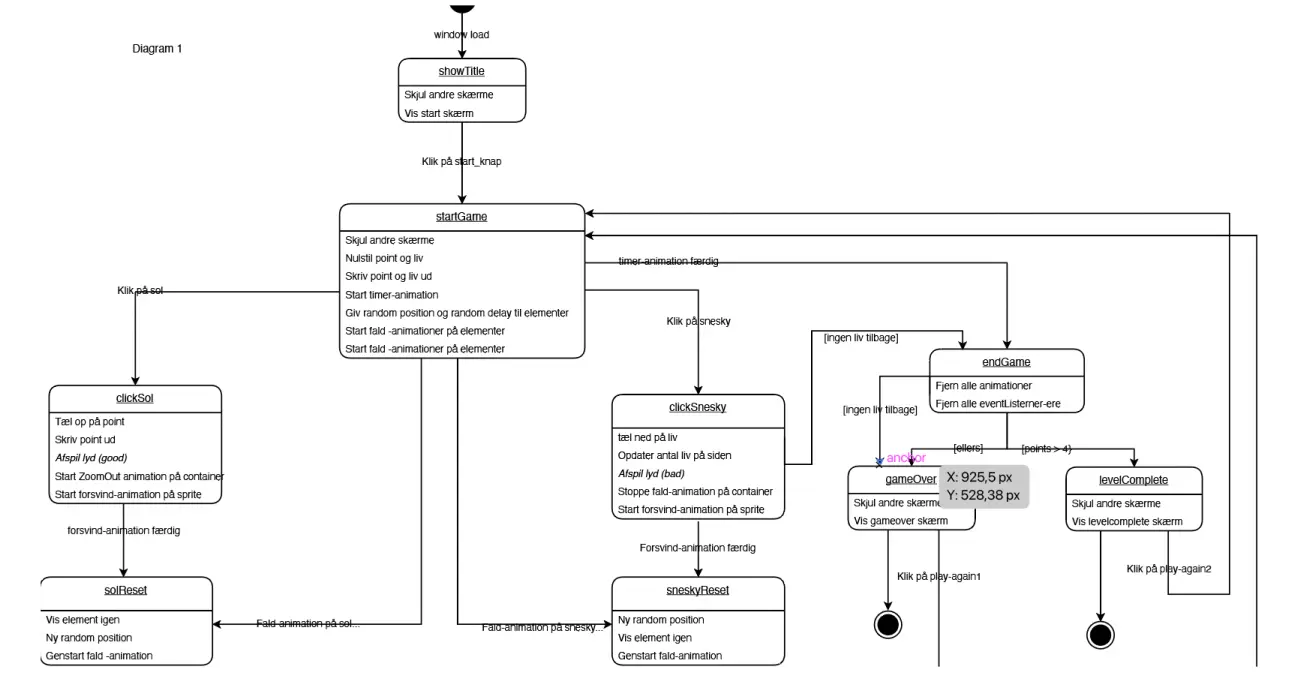 window load
Diagram 1
showTitle
Skjul andre skærme
Vis start skærm
Klik på start_knap
startGame
Skjul andre skærme
Nulstil point og liv
Skriv point og liv ud
Start timer-animation
Giv random position og random delay til elementer
Start fald -animationer på elementer
Start fald -animationer på elementer
timer-animation færdig
Klik på sol
Klik på snesky
[ingen liv tilbage]
endGame
Fjern alle animationer
Fjern alle eventListerner-ere
clickSol
Tæl op på point
Skriv point ud
Afspil lyd (good)
Start ZoomOut animation på container
Start forsvind-animation på sprite
clickSnesky
tæl ned på liv
Opdater antal liv på siden
Afspil lyd (bad)
Stoppe fald-animation på container
Start forsvind-animation på sprite
[ingen liv tilbage]
[ellers]
[points > 4}
anchor
X: 925,5 px
Y: 528,38 px
gameOver
Skjul andre skærme
Vis gameover skærm
levelComplete
Skjul andre skærme
Vis levelcomplete skærm
forsvind-animation færdig
Forsvind-animation færdig
Klik på play-again1
Klik på play-again2
solReset
Vis element igen
Ny random position
Genstart fald -animation
Fald-animation på sol...
Fald-animation på snesky...
sneskyReset
Ny random position
Vis element igen
Genstart fald-animation